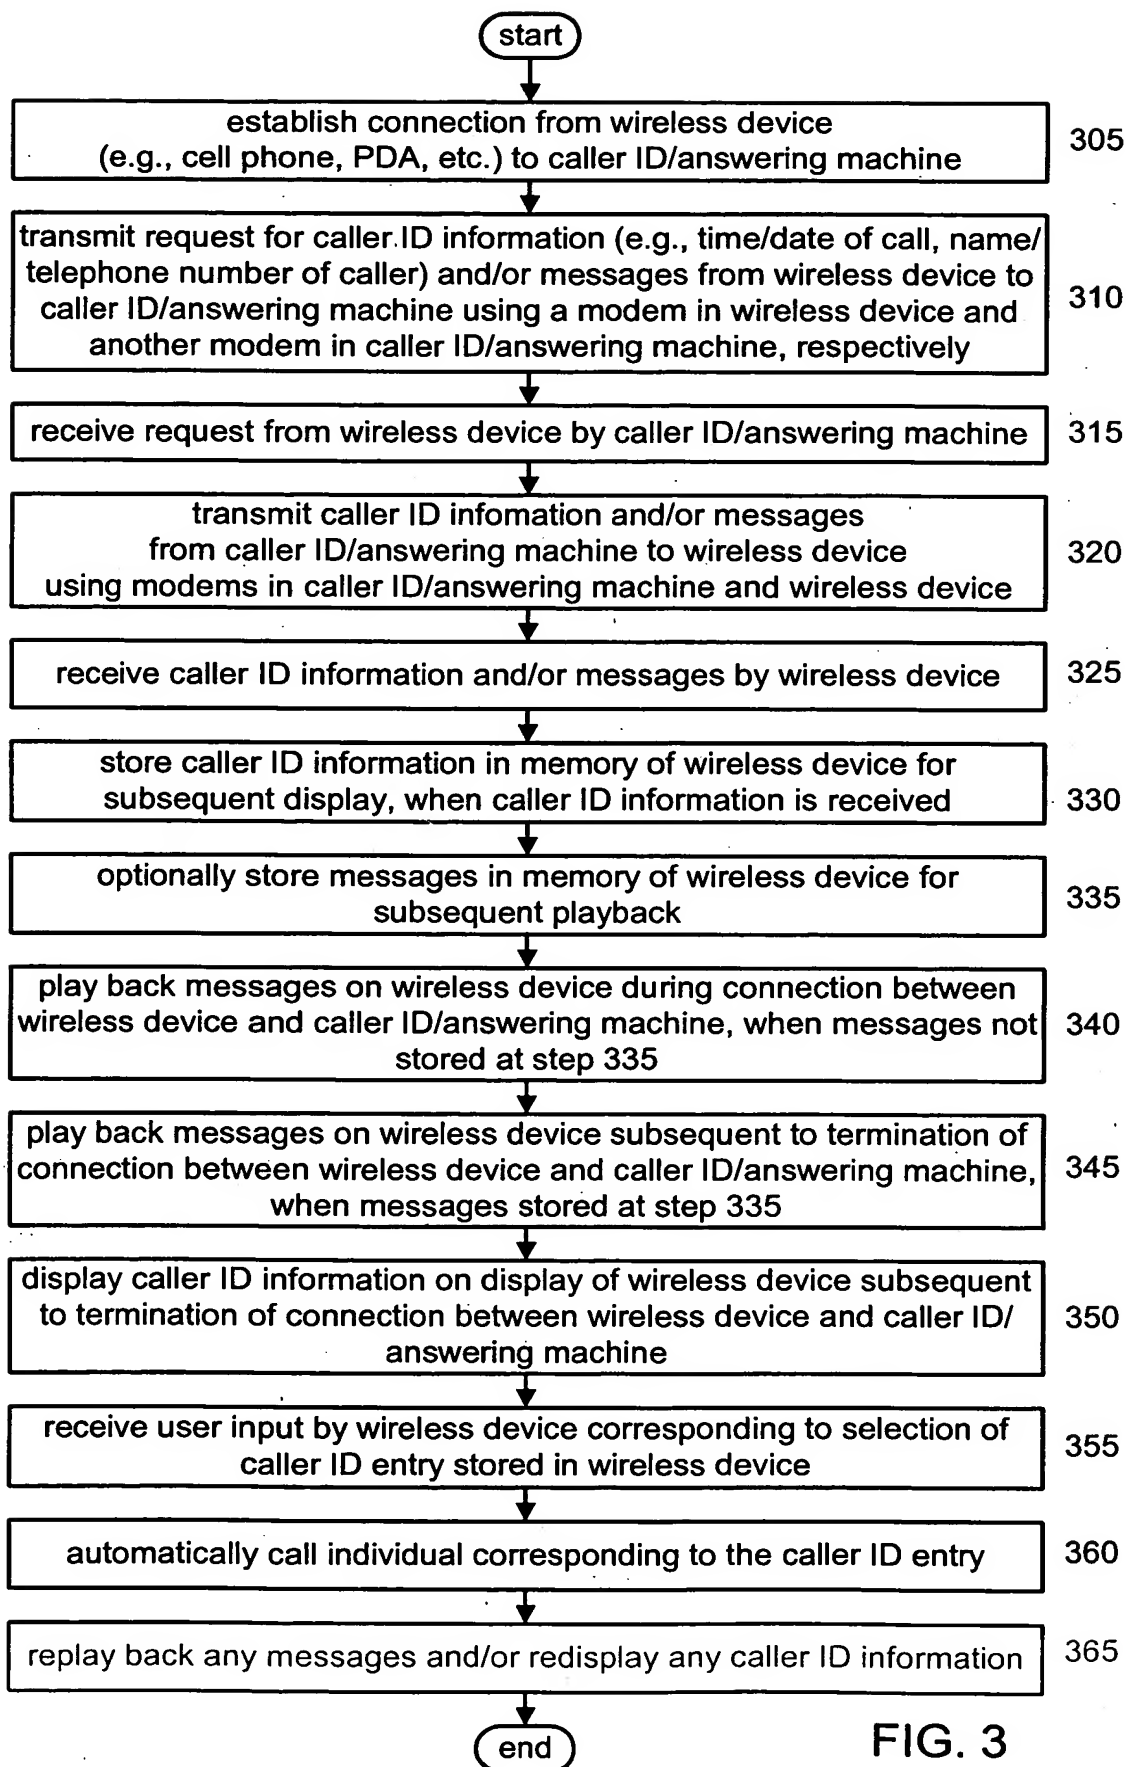 start
establish connection from wireless device
(e.g., cell phone, PDA, etc.) to caller ID/answering machine
305
transmit request for caller ID information (e.g., time/date of call, name/
telephone number of caller) and/or messages from wireless device to
caller ID/answering machine using a modem in wireless device and
another modem in caller ID/answering machine, respectively
310
receive request from wireless device by caller ID/answering machine
315
transmit caller ID infomation and/or messages
from caller ID/answering machine to wireless device
using modems in caller ID/answering machine and wireless device
320
receive caller ID information and/or messages by wireless device
325
store caller ID information in memory of wireless device for
subsequent display, when caller ID information is received
330
optionally store messages in memory of wireless device for
subsequent playback
335
play back messages on wireless device during connection between
wireless device and caller ID/answering machine, when messages not
stored at step 335
340
play back messages on wireless device subsequent to termination of
connection between wireless device and caller ID/answering machine,
when messages stored at step 335
345
display caller ID information on display of wireless device subsequent
to termination of connection between wireless device and caller ID/
answering machine
350
receive user input by wireless device corresponding to selection of
caller ID entry stored in wireless device
355
automatically call individual corresponding to the caller ID entry
360
replay back any messages and/or redisplay any caller ID information
365
end
FIG. 3